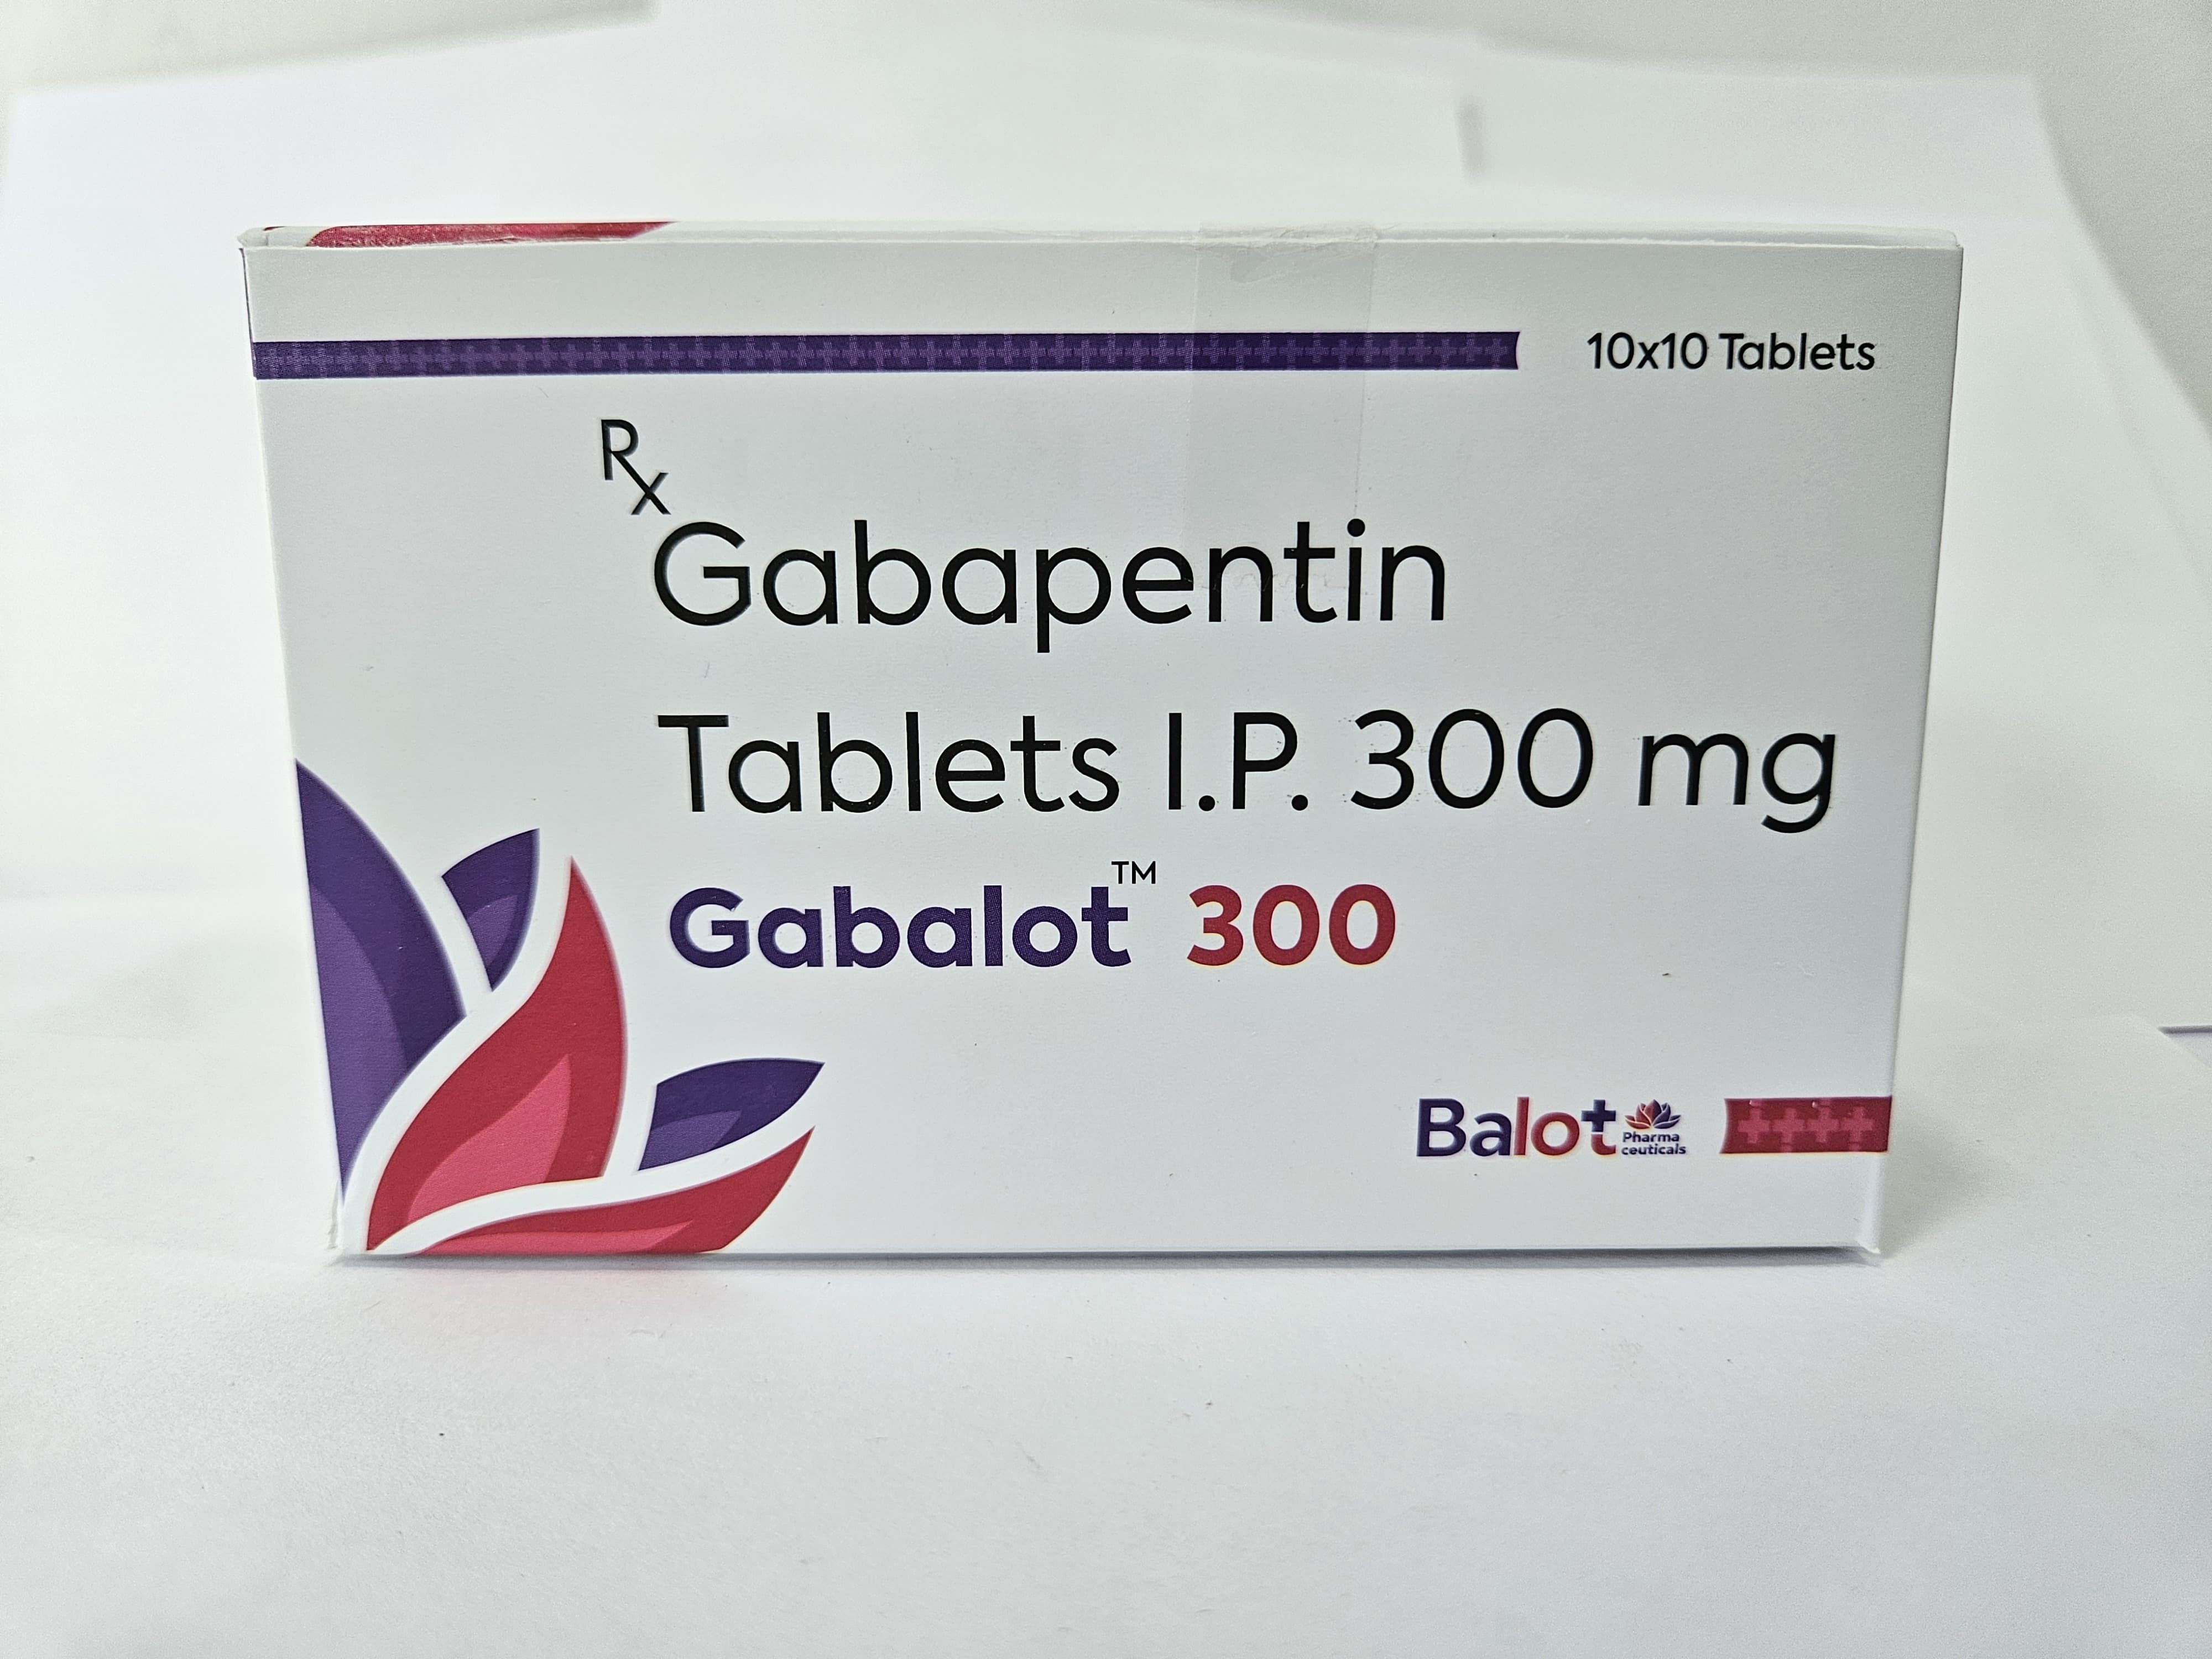 10x10 Tablets
Rx
Gabapentin
Tablets I.P. 300 mg
Gabalot™ 300
Balot
Pharma
ceuticals